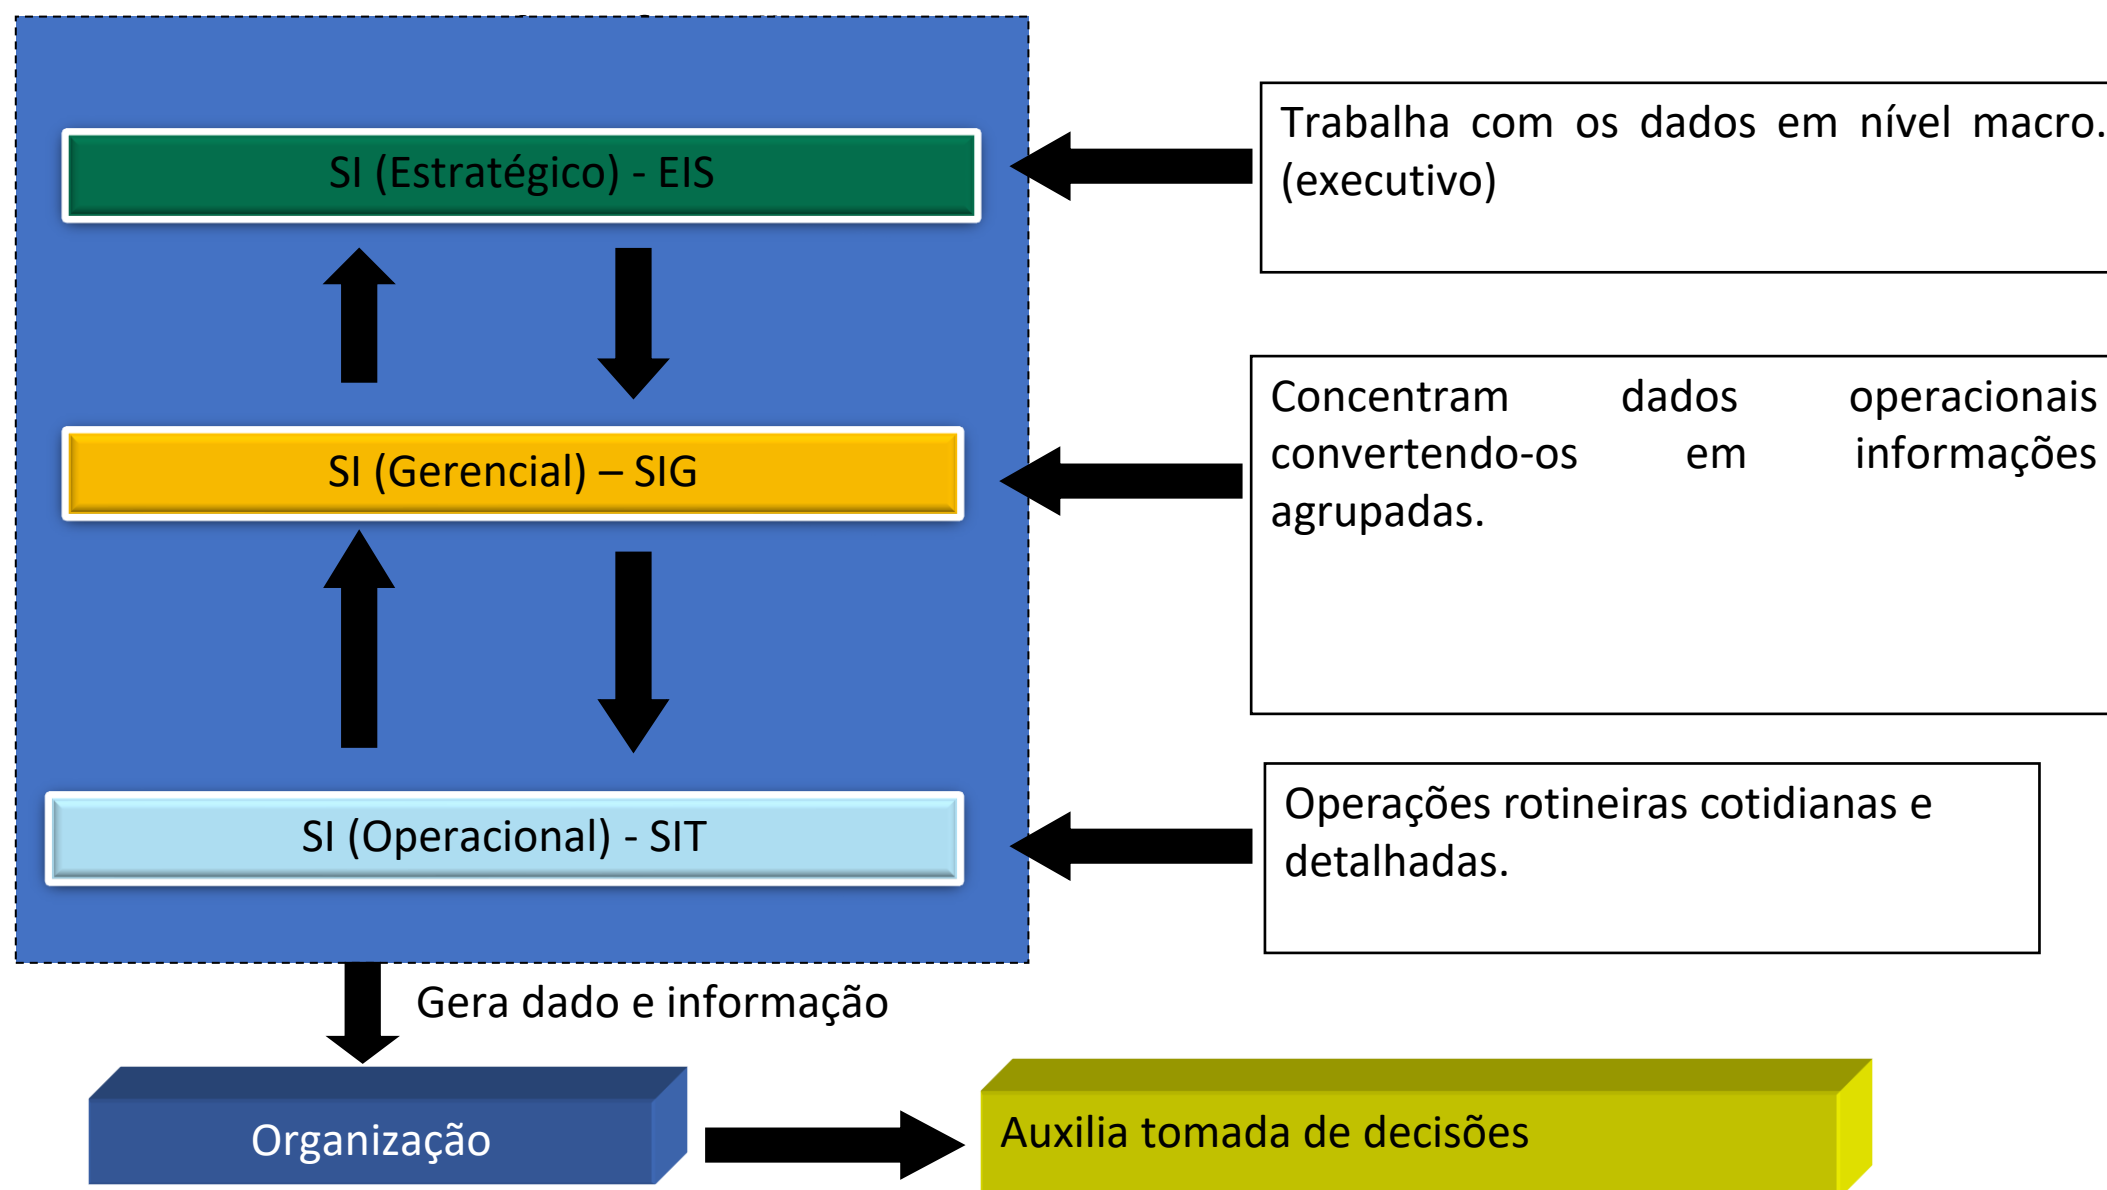 SI (Estratégico) - EIS
Trabalha com os dados em nível macro.
(executivo)
SI (Gerencial) – SIG
Concentram dados operacionais
convertendo-os em informações
agrupadas.
SI (Operacional) - SIT
Operações rotineiras cotidianas e
detalhadas.
Gera dado e informação
Organização
Auxilia tomada de decisões